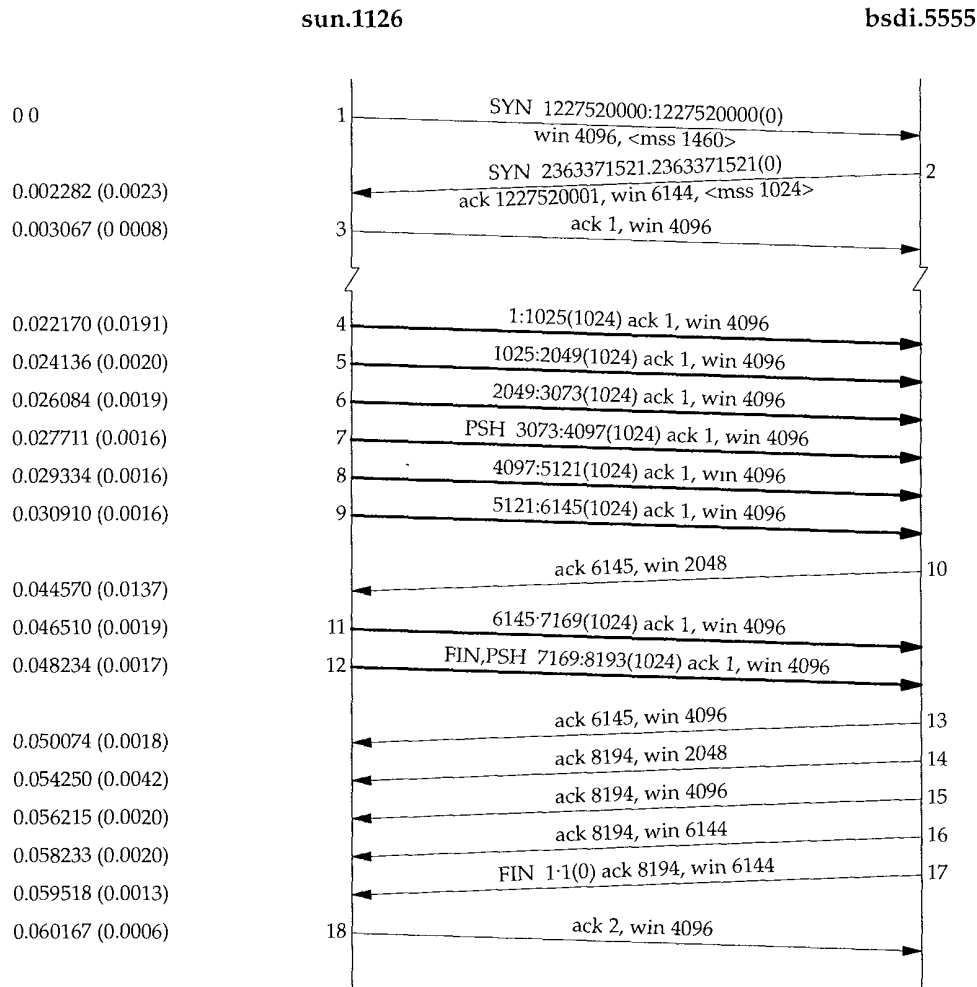 sun.1126 bsdi.5555
0 0 1 SYN 1227520000:1227520000(0)
win 4096, <mss 1460>
SYN 2363371521.2363371521(0) 2
0.002282 (0.0023) ack 1227520001, win 6144, <mss 1024>
0.003067 (0 0008) 3 ack 1, win 4096
0.022170 (0.0191) 4 1:1025(1024) ack 1, win 4096
0.024136 (0.0020) 5 1025:2049(1024) ack 1, win 4096
0.026084 (0.0019) 6 2049:3073(1024) ack 1, win 4096
0.027711 (0.0016) 7 PSH 3073:4097(1024) ack 1, win 4096
0.029334 (0.0016) 8 4097:5121(1024) ack 1, win 4096
0.030910 (0.0016) 9 5121:6145(1024) ack 1, win 4096
ack 6145, win 2048 10
0.044570 (0.0137)
0.046510 (0.0019) 11 6145·7169(1024) ack 1, win 4096
0.048234 (0.0017) 12 FIN,PSH 7169:8193(1024) ack 1, win 4096
ack 6145, win 4096 13
0.050074 (0.0018)
ack 8194, win 2048 14
0.054250 (0.0042)
ack 8194, win 4096 15
0.056215 (0.0020)
ack 8194, win 6144 16
0.058233 (0.0020)
FIN 1·1(0) ack 8194, win 6144 17
0.059518 (0.0013)
0.060167 (0.0006) 18 ack 2, win 4096